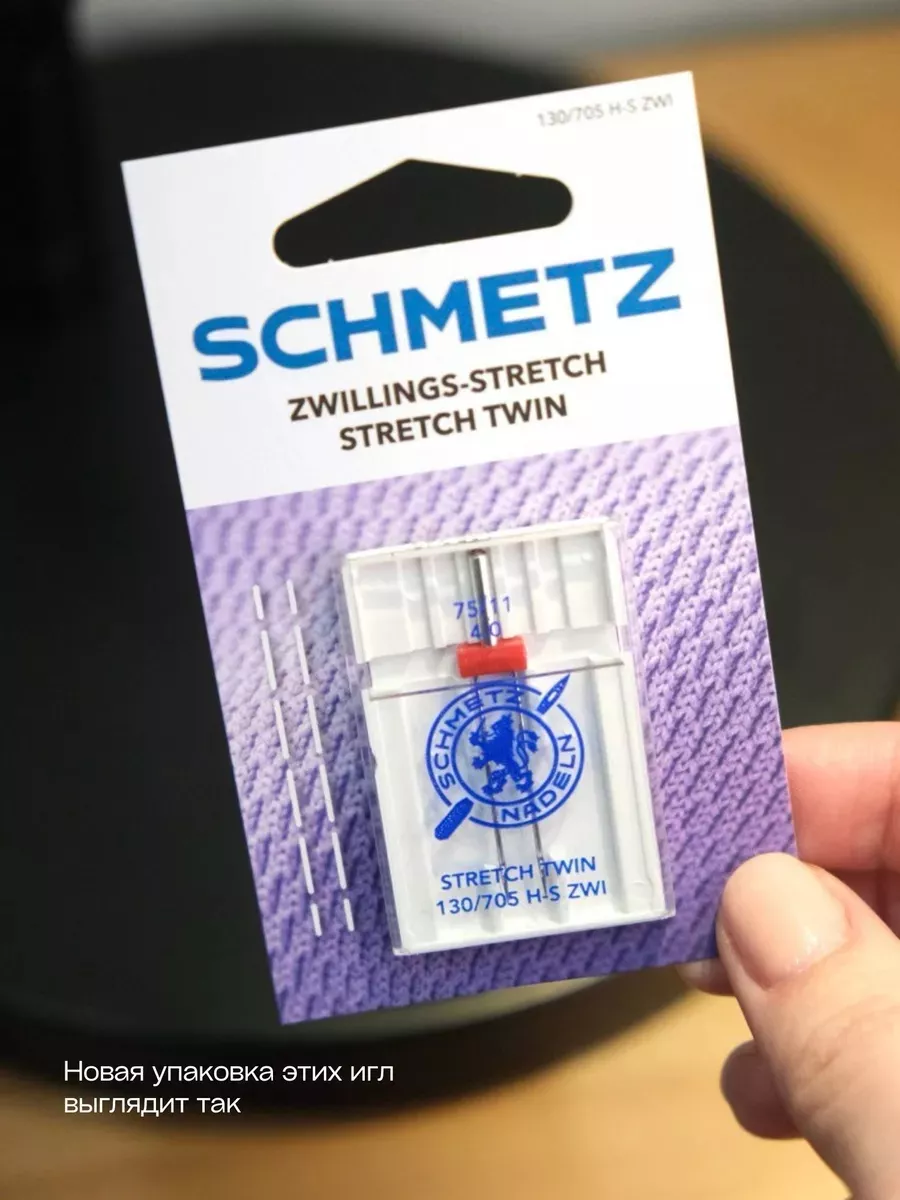 130/705 H-S ZWI
SCHMETZ
ZWILLINGS-STRETCH
STRETCH TWIN
75/11
4,0
SCHMETZ
NADELN
STRETCH TWIN
130/705 H-S ZWI
Новая упаковка этих игл
выглядит так